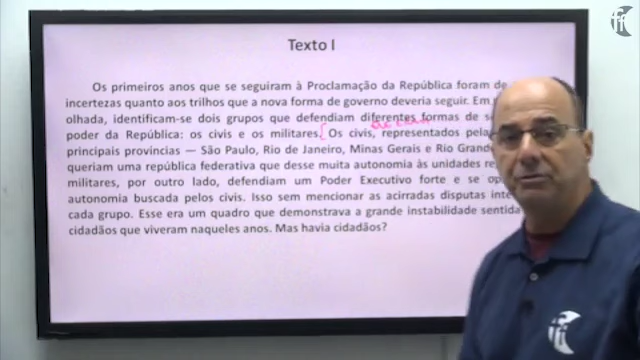 Texto I
Os primeiros anos que se seguiram à Proclamação da República foram de
incertezas quanto aos trilhos que a nova forma de governo deveria seguir. Em
olhada, identificam-se dois grupos que defendiam diferentes formas de
poder da República: os civis e os militares. Os civis, representados
principais províncias — São Paulo, Rio de Janeiro, Minas Gerais e Rio
queriam uma república federativa que desse muita autonomia às unidades
militares, por outro lado, defendiam um Poder Executivo forte e se
autonomia buscada pelos civis. Isso sem mencionar as acirradas disputas
cada grupo. Esse era um quadro que demonstrava a grande instabilidade sentida
cidadãos que viveram naqueles anos. Mas havia cidadãos?